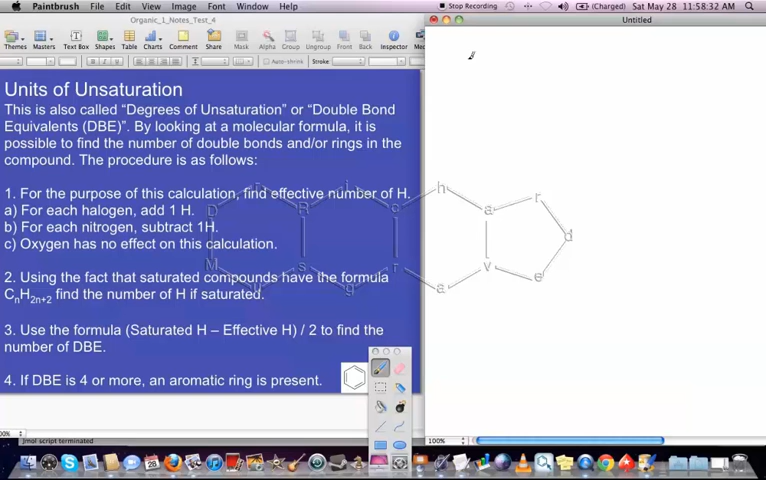 Paintbrush File Edit View Image Font Window Help Stop Recording (Charged) Sat May 28 11:58:32 AM
Organic_1_Notes_Test_4
Untitled
Themes Masters Text Box Shapes Table Charts Comment Mask Alpha Group Ungroup Front Back Inspector
Auto-shrink Stroke:
Units of Unsaturation
This is also called “Degrees of Unsaturation” or “Double Bond
Equivalents (DBE)”. By looking at a molecular formula, it is
possible to find the number of double bonds and/or rings in the
compound. The procedure is as follows:
1. For the purpose of this calculation, find effective number of H.
a) For each halogen, add 1 H.
b) For each nitrogen, subtract 1H.
c) Oxygen has no effect on this calculation.
2. Using the fact that saturated compounds have the formula
CnH2n+2 find the number of H if saturated.
3. Use the formula (Saturated H – Effective H) / 2 to find the
number of DBE.
4. If DBE is 4 or more, an aromatic ring is present.
Jmol script terminated
100%